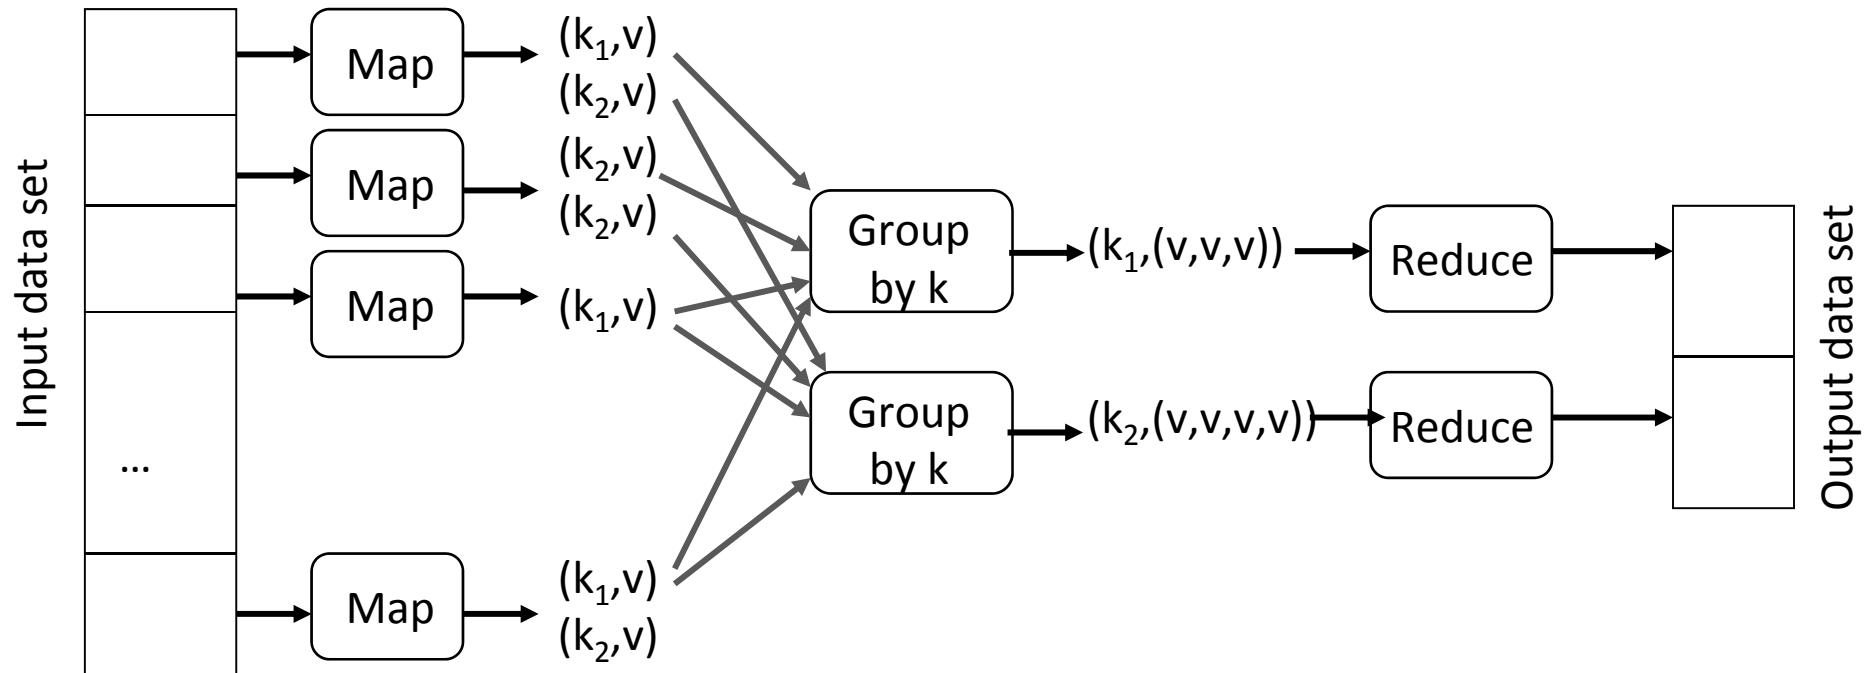 Input data set
...
Map
Map
Map
Map
(k₁,v)
(k₂,v)
(k₂,v)
(k₂,v)
(k₁,v)
(k₁,v)
(k₂,v)
Group
by k
Group
by k
(k₁,(v,v,v))
(k₂,(v,v,v,v))
Reduce
Reduce
Output data set